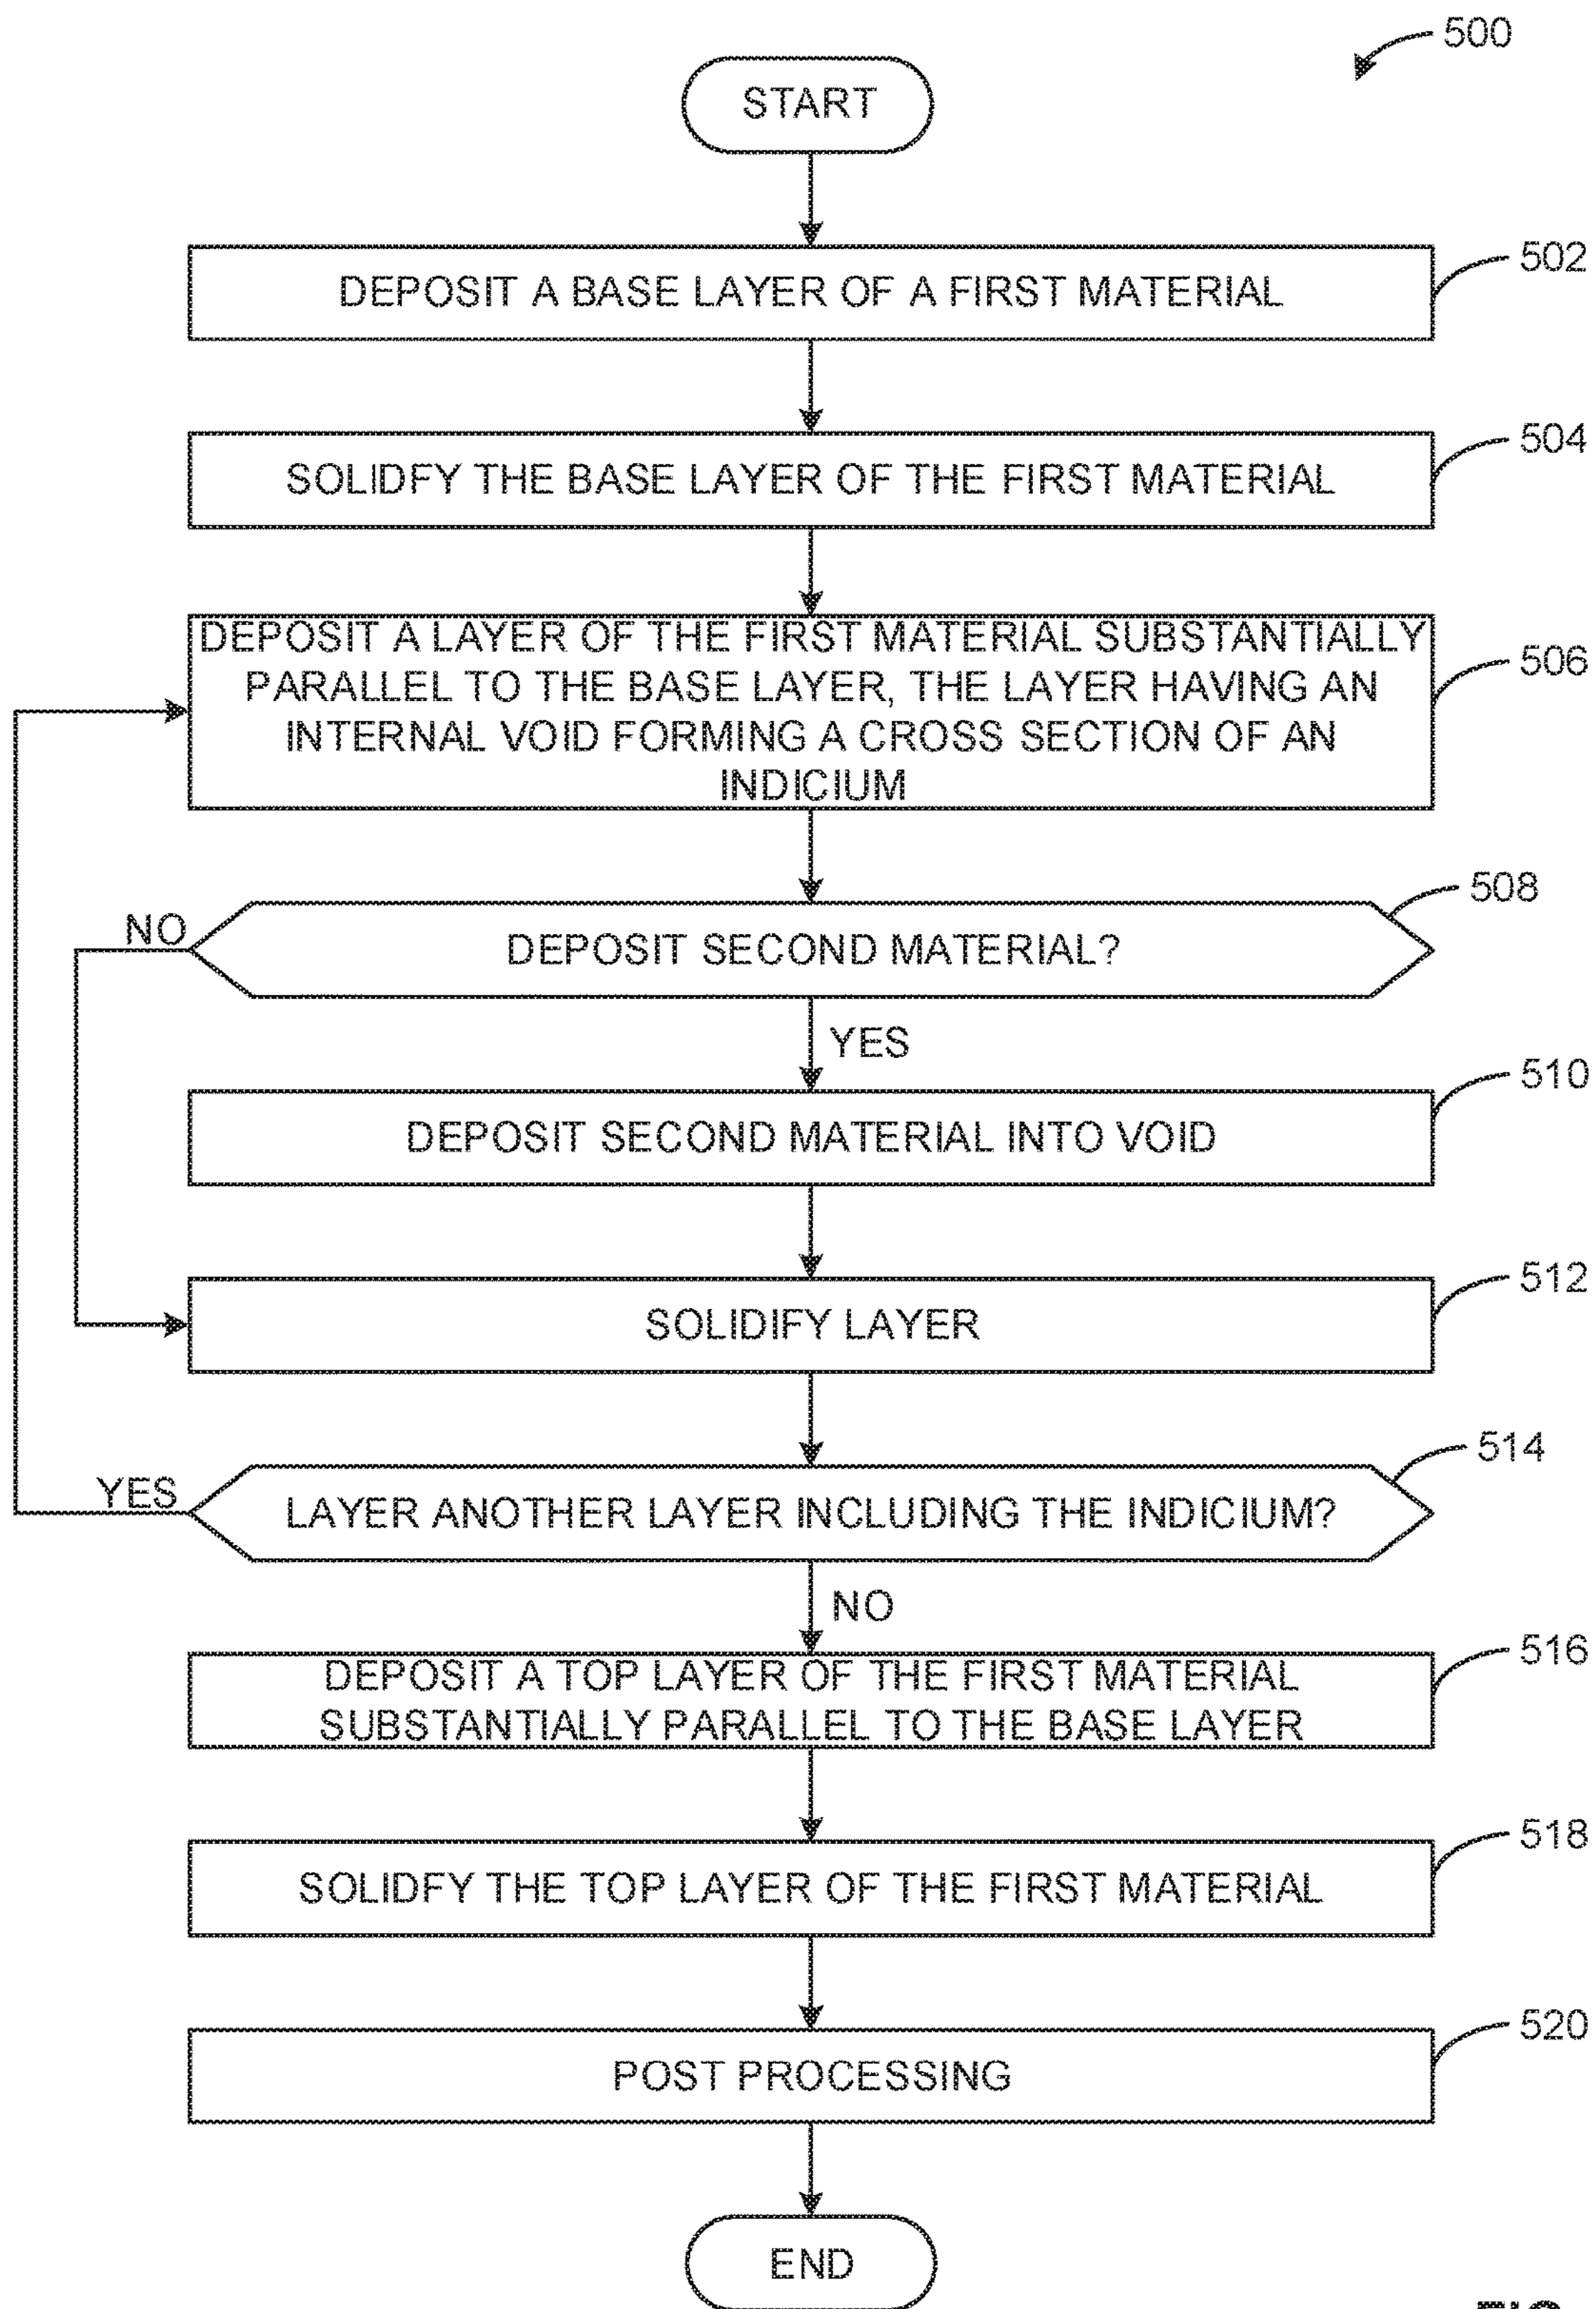 500
START
DEPOSIT A BASE LAYER OF A FIRST MATERIAL
502
SOLIDFY THE BASE LAYER OF THE FIRST MATERIAL
504
DEPOSIT A LAYER OF THE FIRST MATERIAL SUBSTANTIALLY
PARALLEL TO THE BASE LAYER, THE LAYER HAVING AN
INTERNAL VOID FORMING A CROSS SECTION OF AN
INDICIUM
506
DEPOSIT SECOND MATERIAL?
508
NO
YES
DEPOSIT SECOND MATERIAL INTO VOID
510
SOLIDIFY LAYER
512
LAYER ANOTHER LAYER INCLUDING THE INDICIUM?
514
YES
NO
DEPOSIT A TOP LAYER OF THE FIRST MATERIAL
SUBSTANTIALLY PARALLEL TO THE BASE LAYER
516
SOLIDFY THE TOP LAYER OF THE FIRST MATERIAL
518
POST PROCESSING
520
END